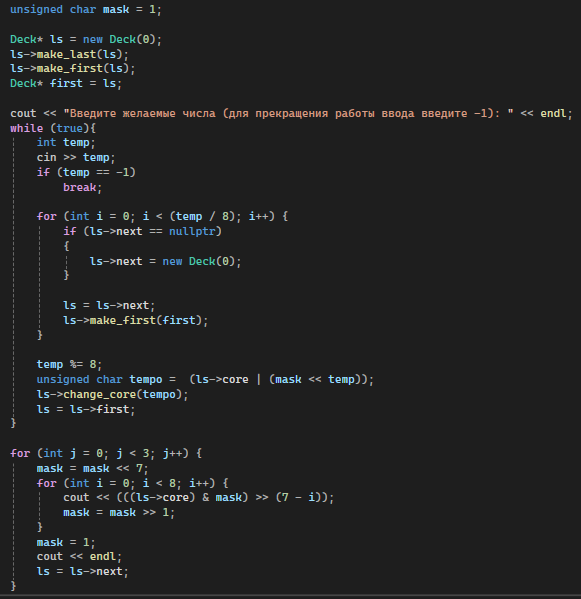 unsigned char mask = 1;
Deck* ls = new Deck(0);
ls->make_last(ls);
ls->make_first(ls);
Deck* first = ls;
cout << "Введите желаемые числа (для прекращения работы ввода введите -1): " << endl;
while (true){
int temp;
cin >> temp;
if (temp == -1)
break;
for (int i = 0; i < (temp / 8); i++) {
if (ls->next == nullptr)
{
ls->next = new Deck(0);
}
ls = ls->next;
ls->make_first(first);
}
temp %= 8;
unsigned char tempo =  (ls->core | (mask << temp));
ls->change_core(tempo);
ls = ls->first;
}
for (int j = 0; j < 3; j++) {
mask = mask << 7;
for (int i = 0; i < 8; i++) {
cout << (((ls->core) & mask) >> (7 - i));
mask = mask >> 1;
}
mask = 1;
cout << endl;
ls = ls->next;
}